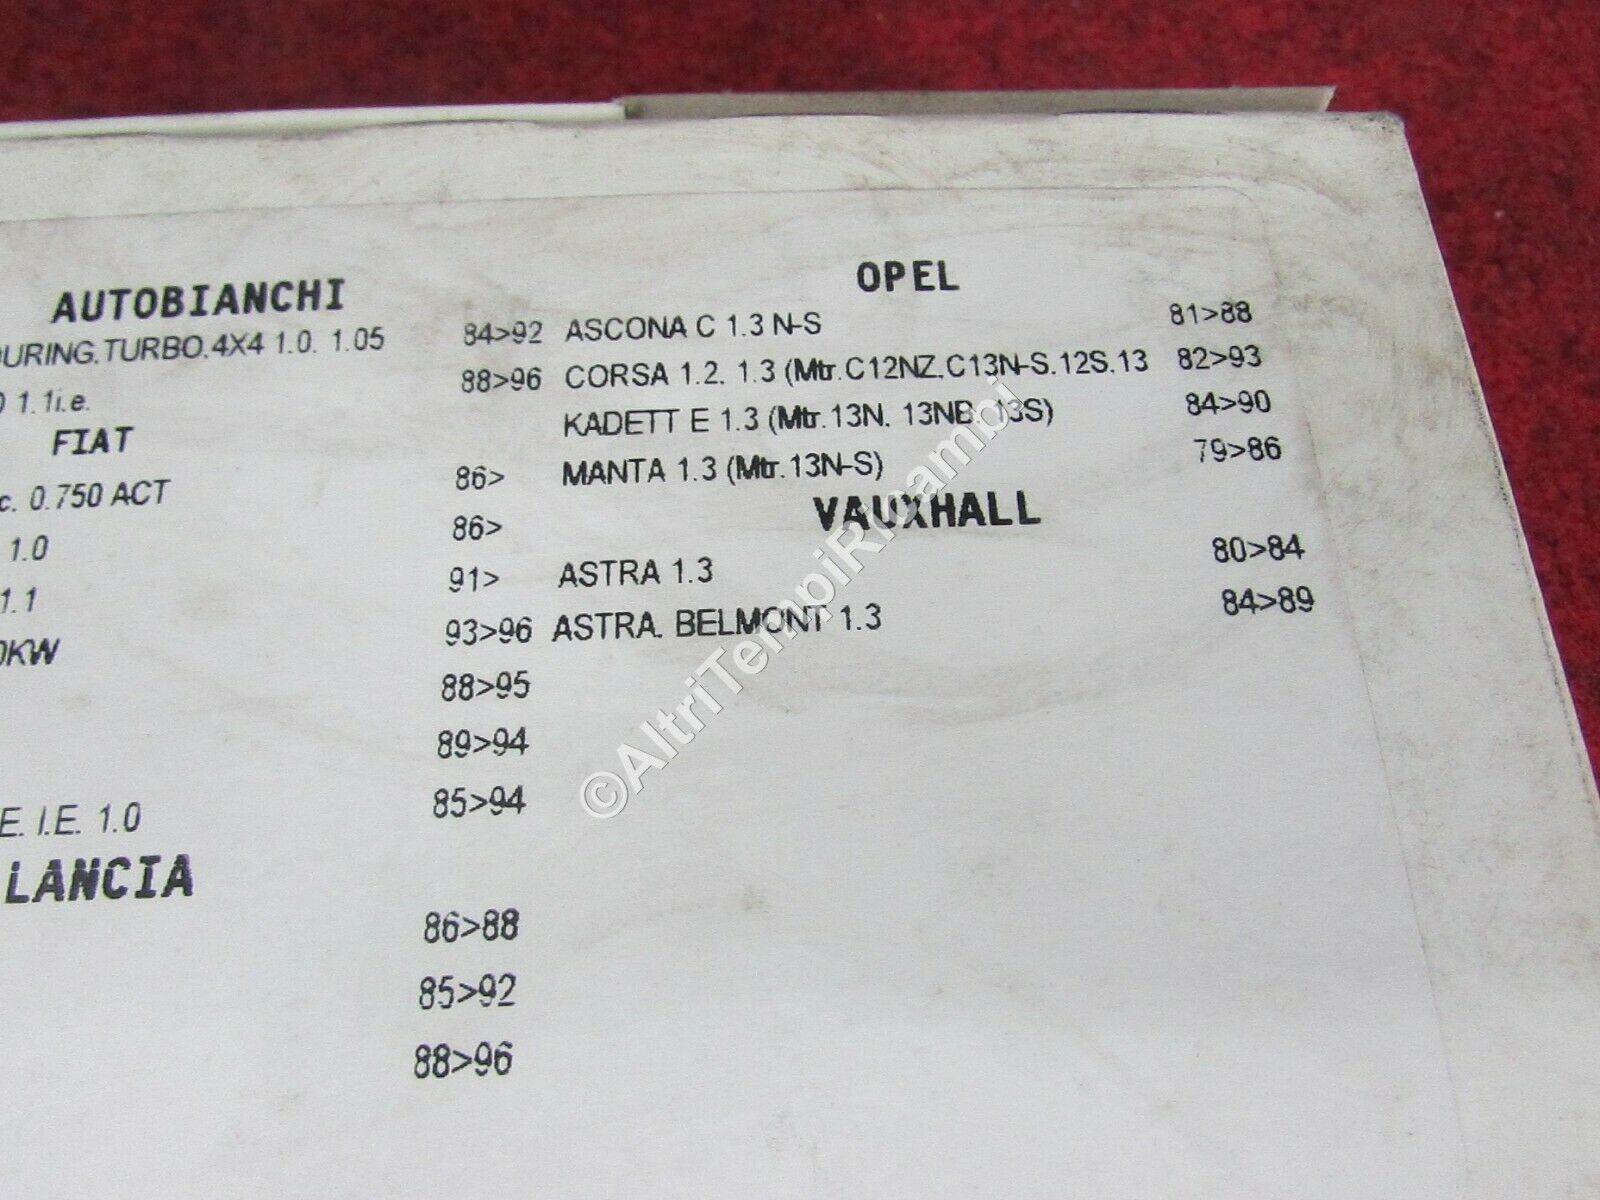 AUTOBIANCHI
OURING.TURBO.4X4 1.0. 1.05 84>92
1.1i.e. 88>96
FIAT
c. 0.750 ACT 86>
1.0 86>
1.1 91>
0KW 93>96
88>95
89>94
E. I.E. 1.0 85>94
LANCIA
86>88
85>92
88>96
OPEL
ASCONA C 1.3 N-S 81>88
CORSA 1.2. 1.3 (Mtr.C12NZ.C13N-S.12S.13 82>93
KADETT E 1.3 (Mtr.13N. 13NB. 13S) 84>90
MANTA 1.3 (Mtr.13N-S) 79>86
VAUXHALL
ASTRA 1.3 80>84
ASTRA. BELMONT 1.3 84>89
©AltriTempiRicambi